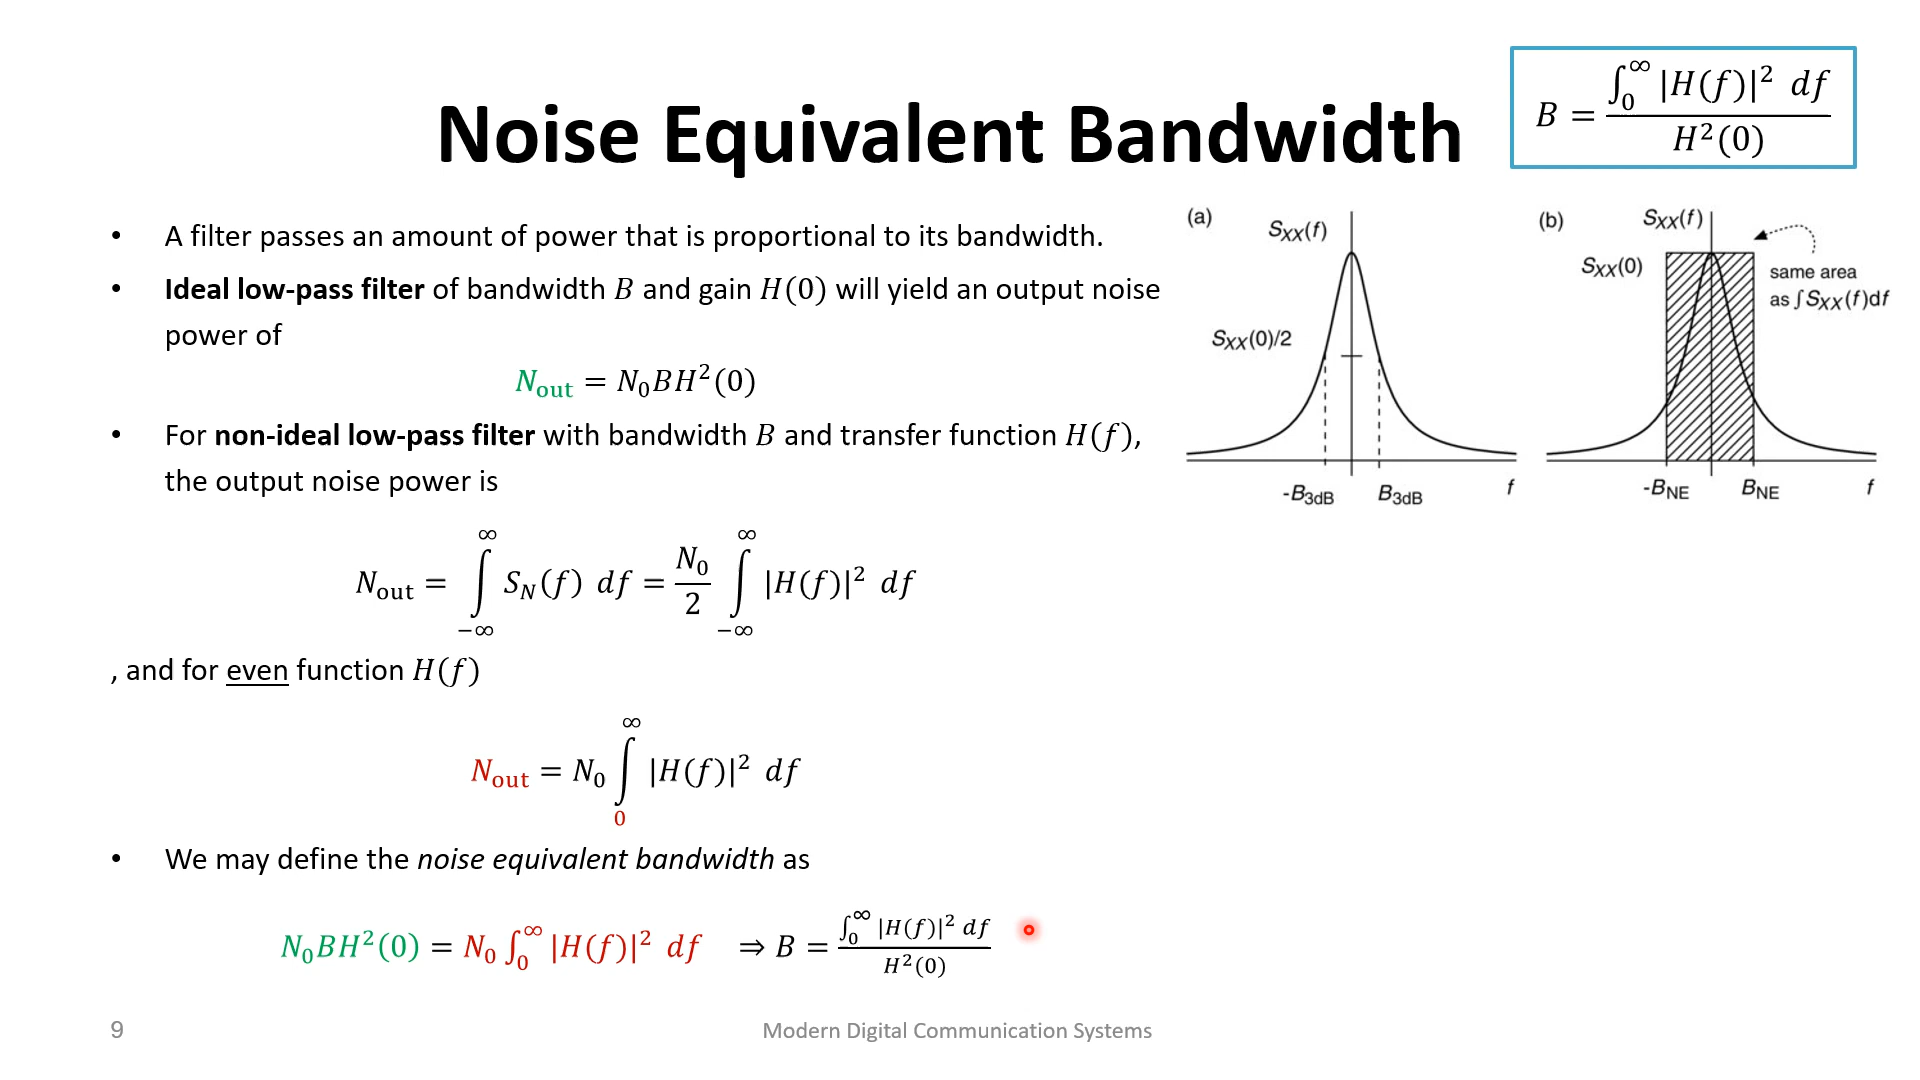 Noise Equivalent Bandwidth
B = ∫₀^∞ |H(f)|² df / H²(0)
• A filter passes an amount of power that is proportional to its bandwidth.
• Ideal low-pass filter of bandwidth B and gain H(0) will yield an output noise
power of
N_out = N₀BH²(0)
• For non-ideal low-pass filter with bandwidth B and transfer function H(f),
the output noise power is
N_out = ∫_{−∞}^{∞} S_N(f) df = N₀/2 ∫_{−∞}^{∞} |H(f)|² df
, and for even function H(f)
N_out = N₀ ∫₀^∞ |H(f)|² df
• We may define the noise equivalent bandwidth as
N₀BH²(0) = N₀ ∫₀^∞ |H(f)|² df ⇒ B = ∫₀^∞ |H(f)|² df / H²(0)
(a)
S_XX(f)
S_XX(0)/2
-B_3dB B_3dB f
(b)
S_XX(f)
S_XX(0)
same area
as ∫S_XX(f)df
-B_NE B_NE f
9
Modern Digital Communication Systems